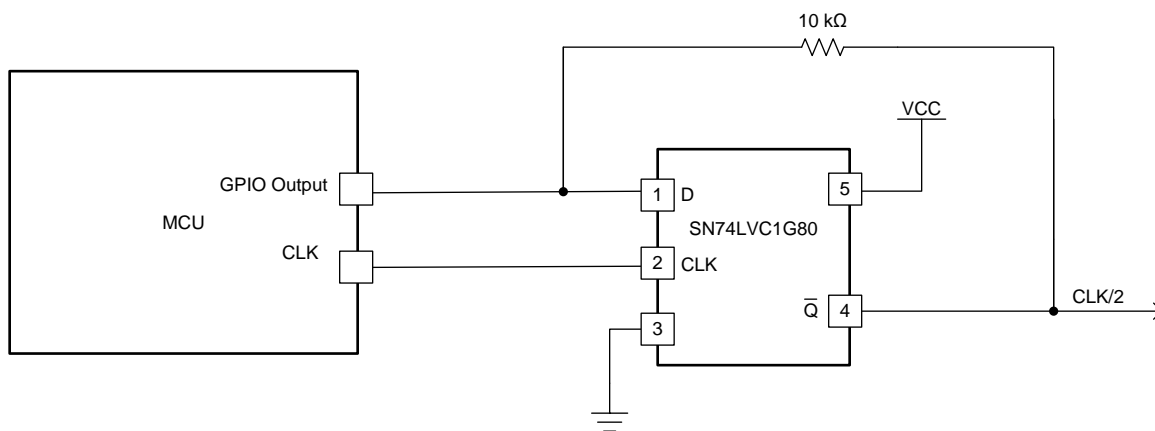 10 kΩ
VCC
GPIO Output
1
D
5
MCU
SN74LVC1G80
CLK
2
CLK
CLK/2
Q̅
4
3